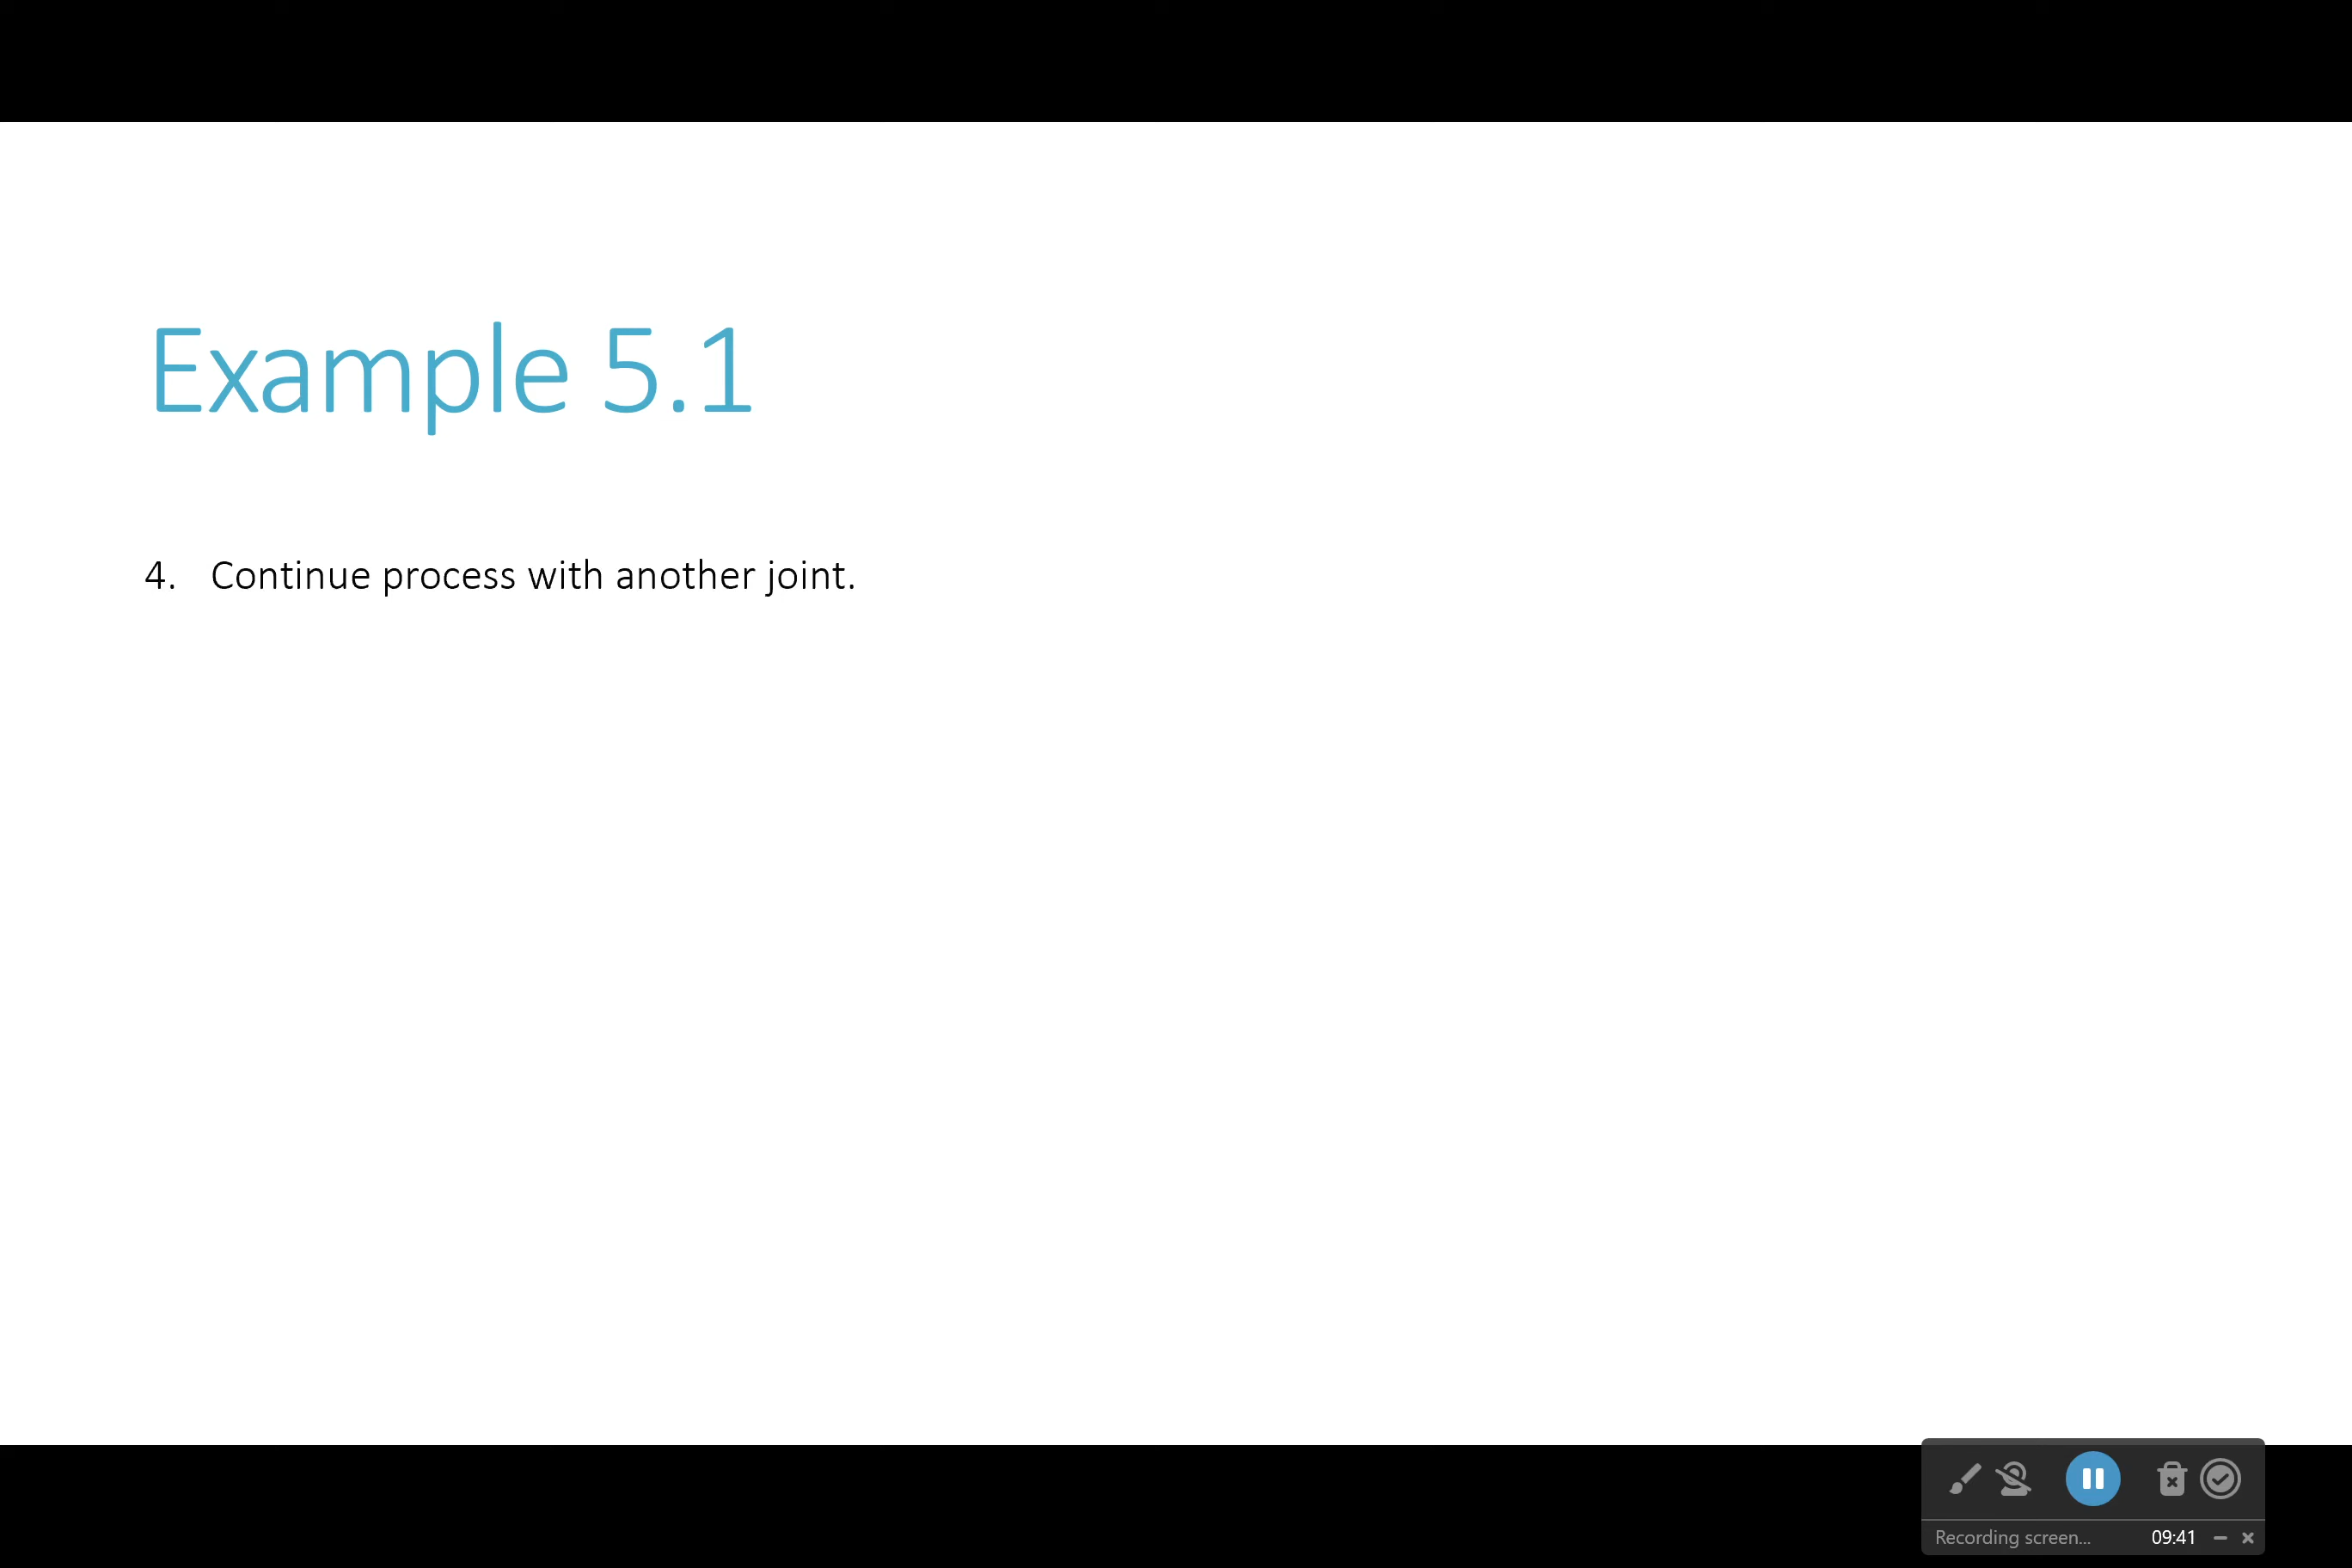 Example 5.1
4. Continue process with another joint.
Recording screen... 09:41